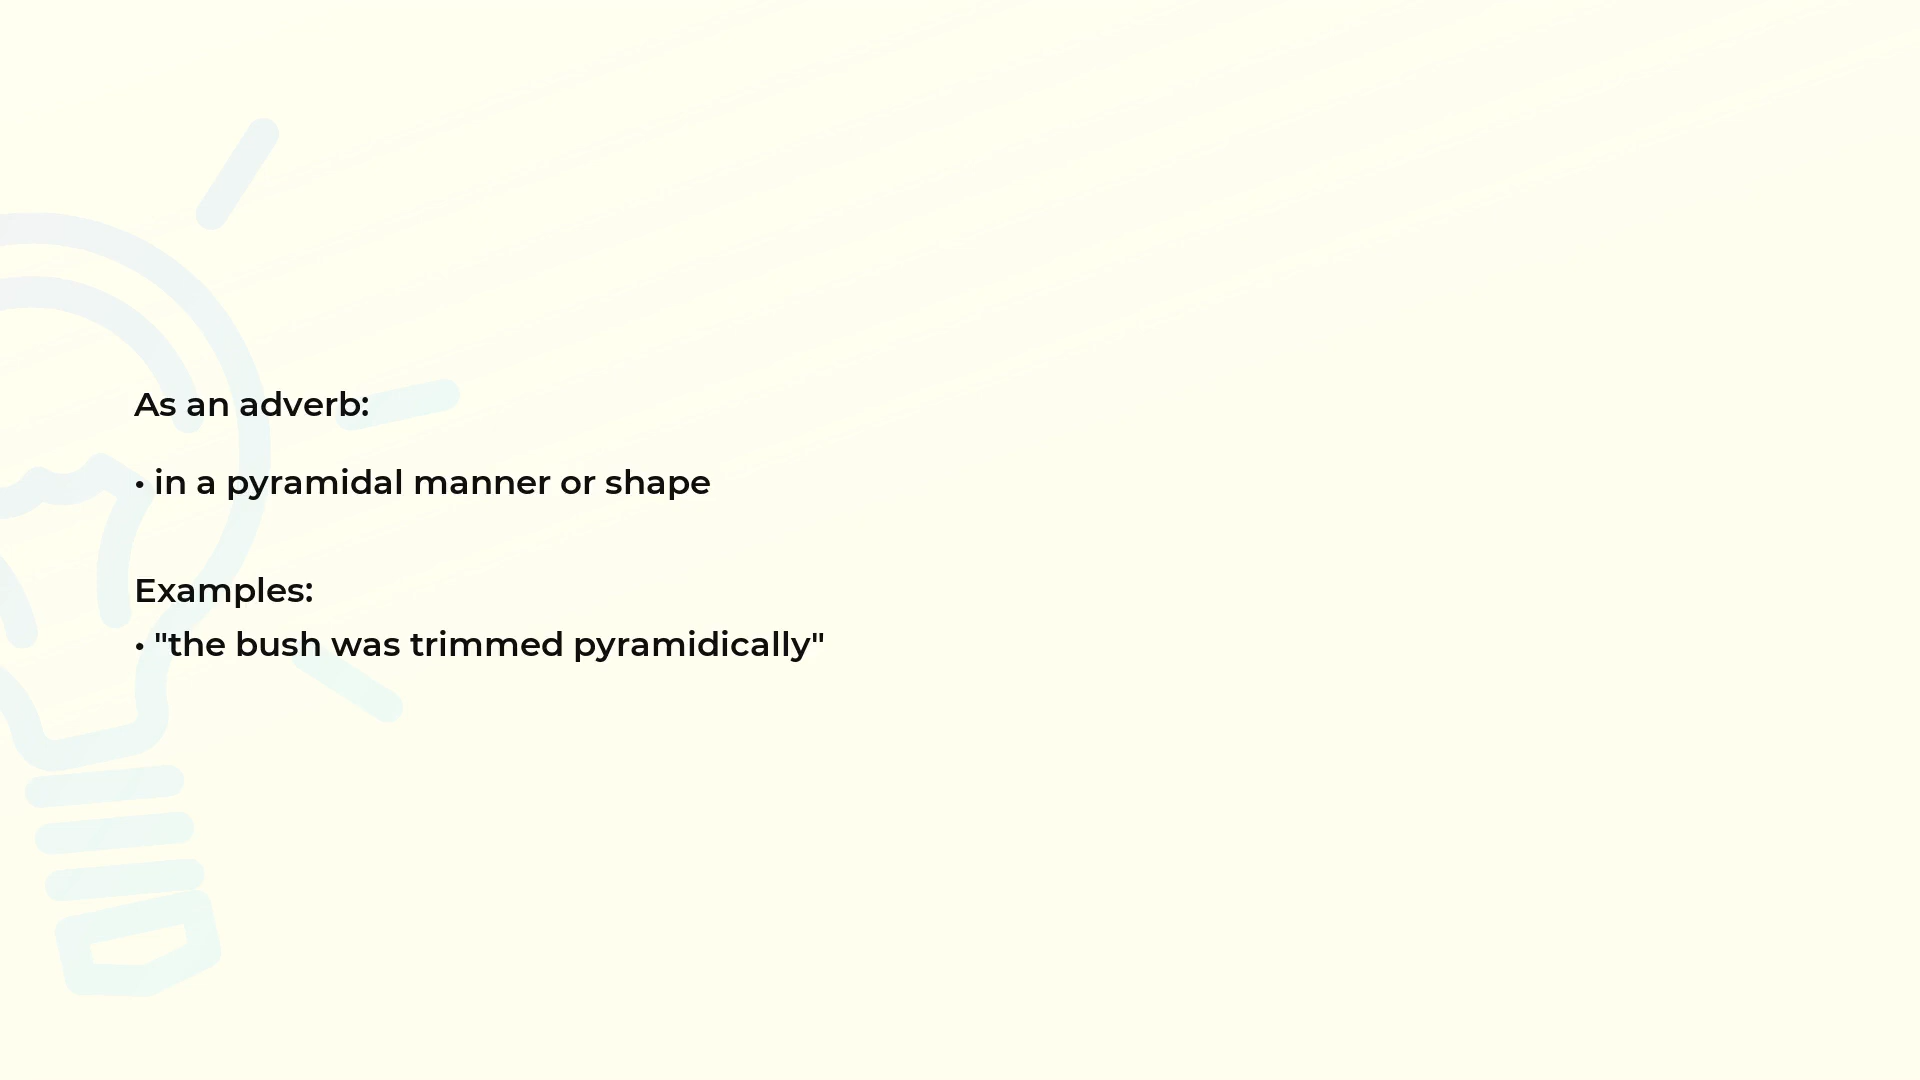 As an adverb:
• in a pyramidal manner or shape
Examples:
• "the bush was trimmed pyramidically"